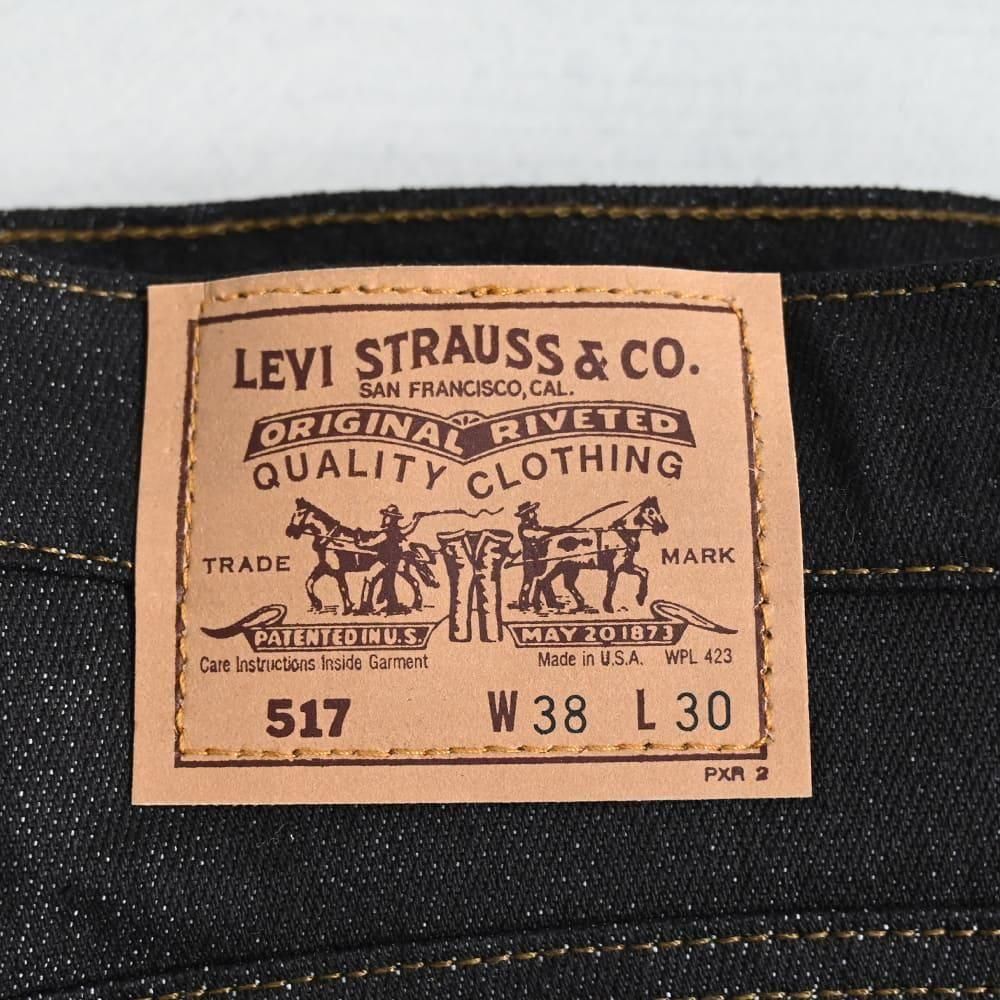 LEVI STRAUSS & CO.
SAN FRANCISCO, CAL.
ORIGINAL RIVETED
QUALITY CLOTHING
TRADE MARK
PATENTED IN U.S. MAY 20 1873
Care Instructions Inside Garment Made in U.S.A. WPL 423
517 W 38 L 30
PXR 2